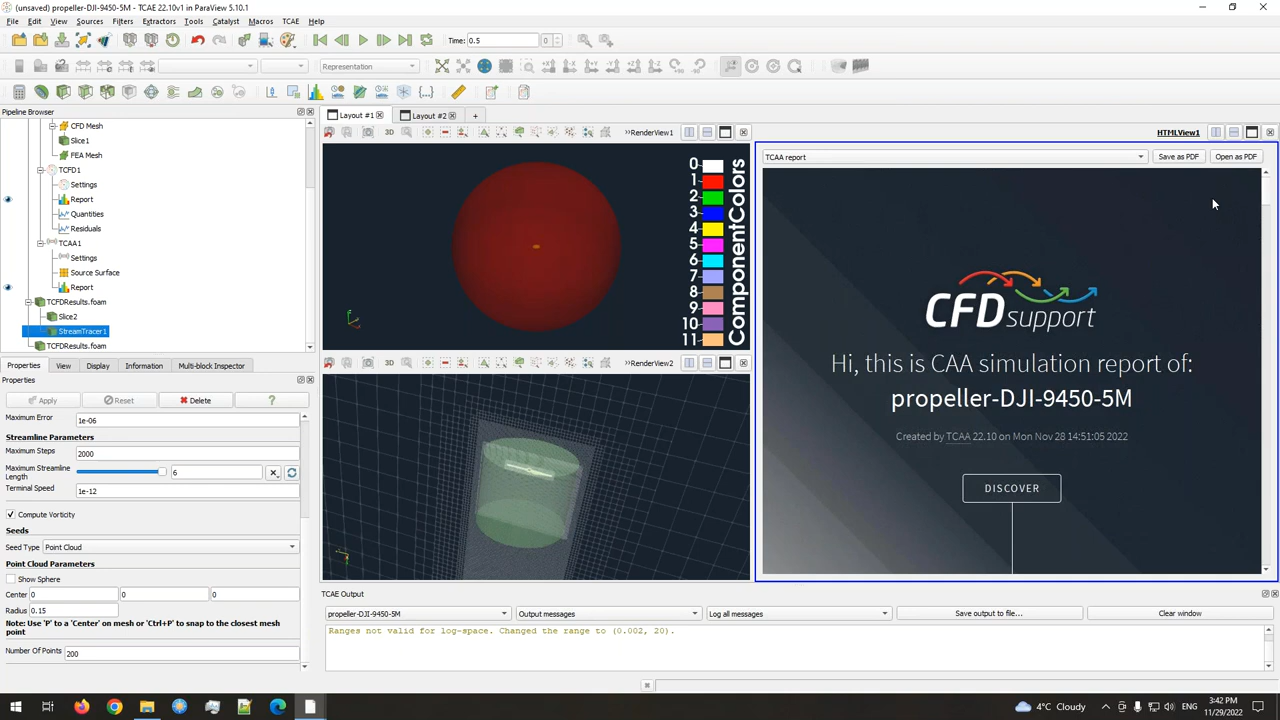 (unsaved) propeller-DJI-9450-5M - TCAE 22.10v1 in ParaView 5.10.1
File Edit View Sources Filters Extractors Tools Catalyst Macros TCAE Help
Time: 0.5 0
Representation
Pipeline Browser
CFD Mesh
Slice1
FEA Mesh
TCFD1
Settings
Report
Quantities
Residuals
TCAA1
Settings
Source Surface
Report
TCFDResults.foam
Slice2
StreamTracer1
TCFDResults.foam
Properties View Display Information Multi-block Inspector
Properties
Apply Reset Delete ?
Maximum Error 1e-06
Streamline Parameters
Maximum Steps 2000
Maximum Streamline Length 6
Terminal Speed 1e-12
Compute Vorticity
Seeds
Seed Type Point Cloud
Point Cloud Parameters
Show Sphere
Center 0 0 0
Radius 0.15
Note: Use 'P' to a 'Center' on mesh or 'Ctrl+P' to snap to the closest mesh
point
Number Of Points 200
Layout #1 Layout #2 +
3D >>RenderView1
0
1
2
3
4
5
6
7
8
9
10
11
ComponentColors
3D >>RenderView2
HTMLView1
TCAA report Save as PDF Open as PDF
CFD support
Hi, this is CAA simulation report of:
propeller-DJI-9450-5M
Created by TCAA 22.10 on Mon Nov 28 14:51:05 2022
DISCOVER
TCAE Output
propeller-DJI-9450-5M Output messages Log all messages Save output to file... Clear window
Ranges not valid for log-space. Changed the range to (0.002, 20).
4°C Cloudy ENG 3:42 PM
11/29/2022